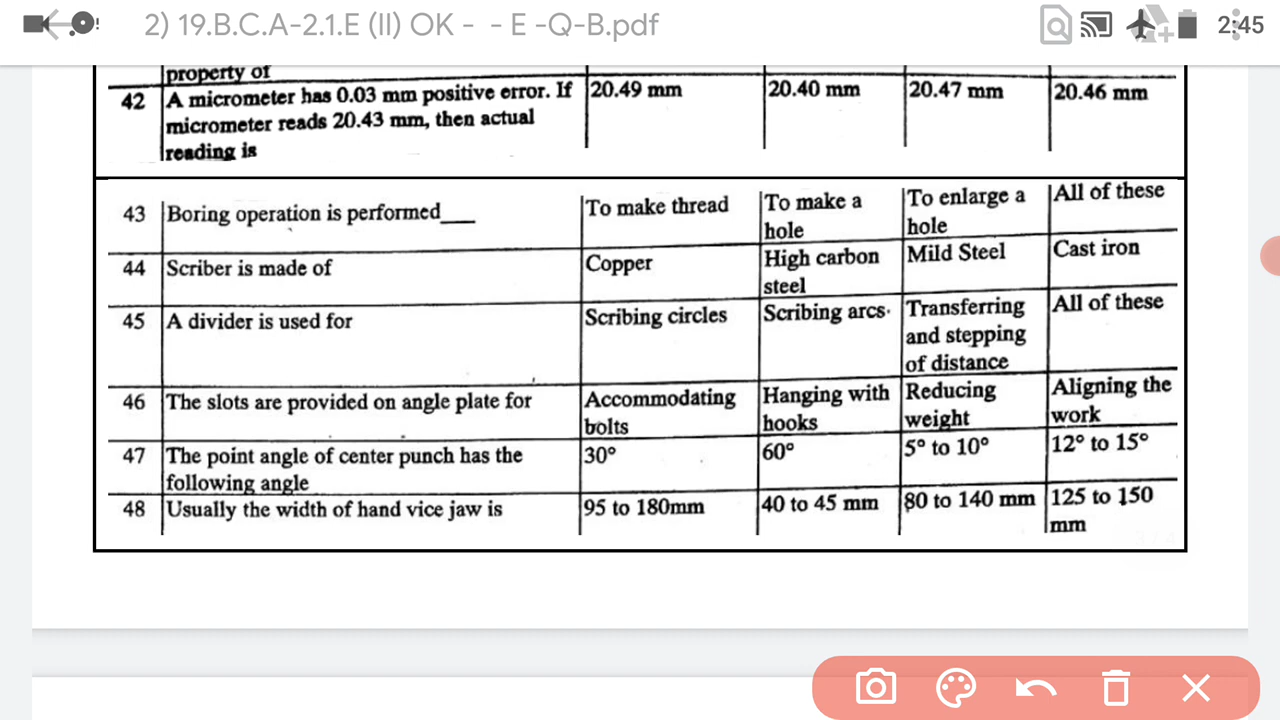 2) 19.B.C.A-2.1.E (II) OK - - E -Q-B.pdf
2:45
property of
42 A micrometer has 0.03 mm positive error. If 20.49 mm 20.40 mm 20.47 mm 20.46 mm
micrometer reads 20.43 mm, then actual
reading is
43 Boring operation is performed___ To make thread To make a To enlarge a All of these
hole hole
44 Scriber is made of Copper High carbon Mild Steel Cast iron
steel
45 A divider is used for Scribing circles Scribing arcs Transferring All of these
and stepping
of distance
46 The slots are provided on angle plate for Accommodating Hanging with Reducing Aligning the
bolts hooks weight work
47 The point angle of center punch has the 30° 60° 5° to 10° 12° to 15°
following angle
48 Usually the width of hand vice jaw is 95 to 180mm 40 to 45 mm 80 to 140 mm 125 to 150
mm